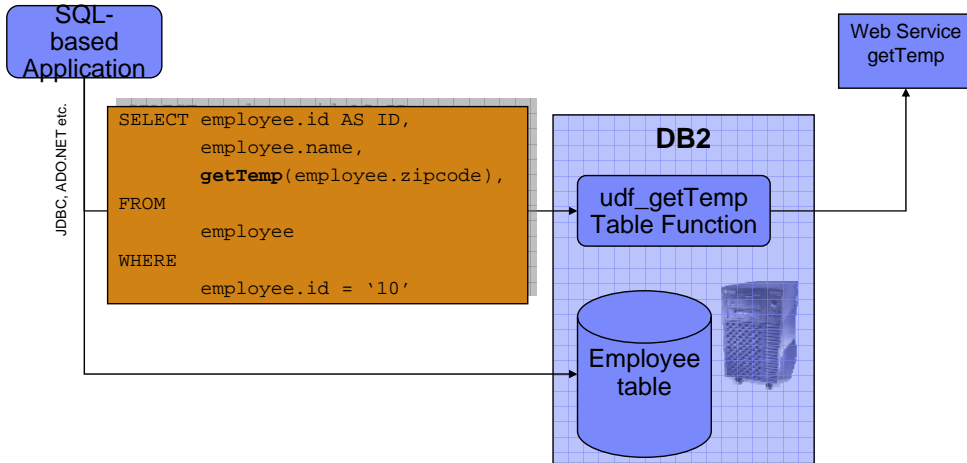 SQL-
based
Application
Web Service
getTemp
JDBC, ADO.NET etc.
SELECT employee.id AS ID,
employee.name,
getTemp(employee.zipcode),
FROM
employee
WHERE
employee.id = ‘10’
DB2
udf_getTemp
Table Function
Employee
table